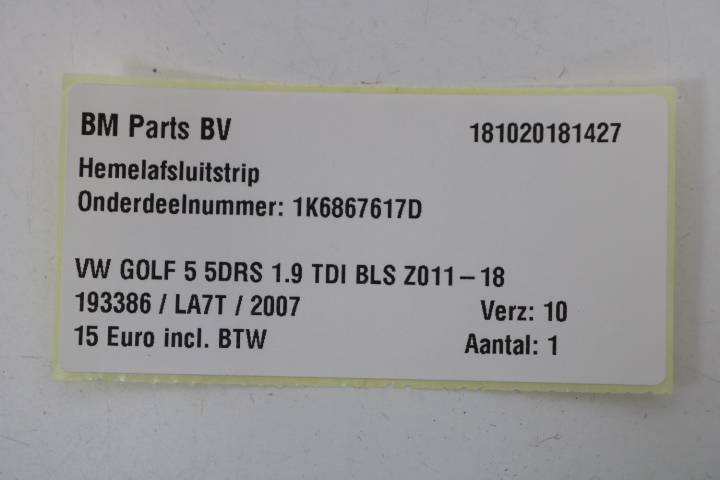 BM Parts BV 181020181427
Hemelafsluitstrip
Onderdeelnummer: 1K6867617D
VW GOLF 5 5DRS 1.9 TDI BLS Z011-18
193386 / LA7T / 2007 Verz: 10
15 Euro incl. BTW Aantal: 1